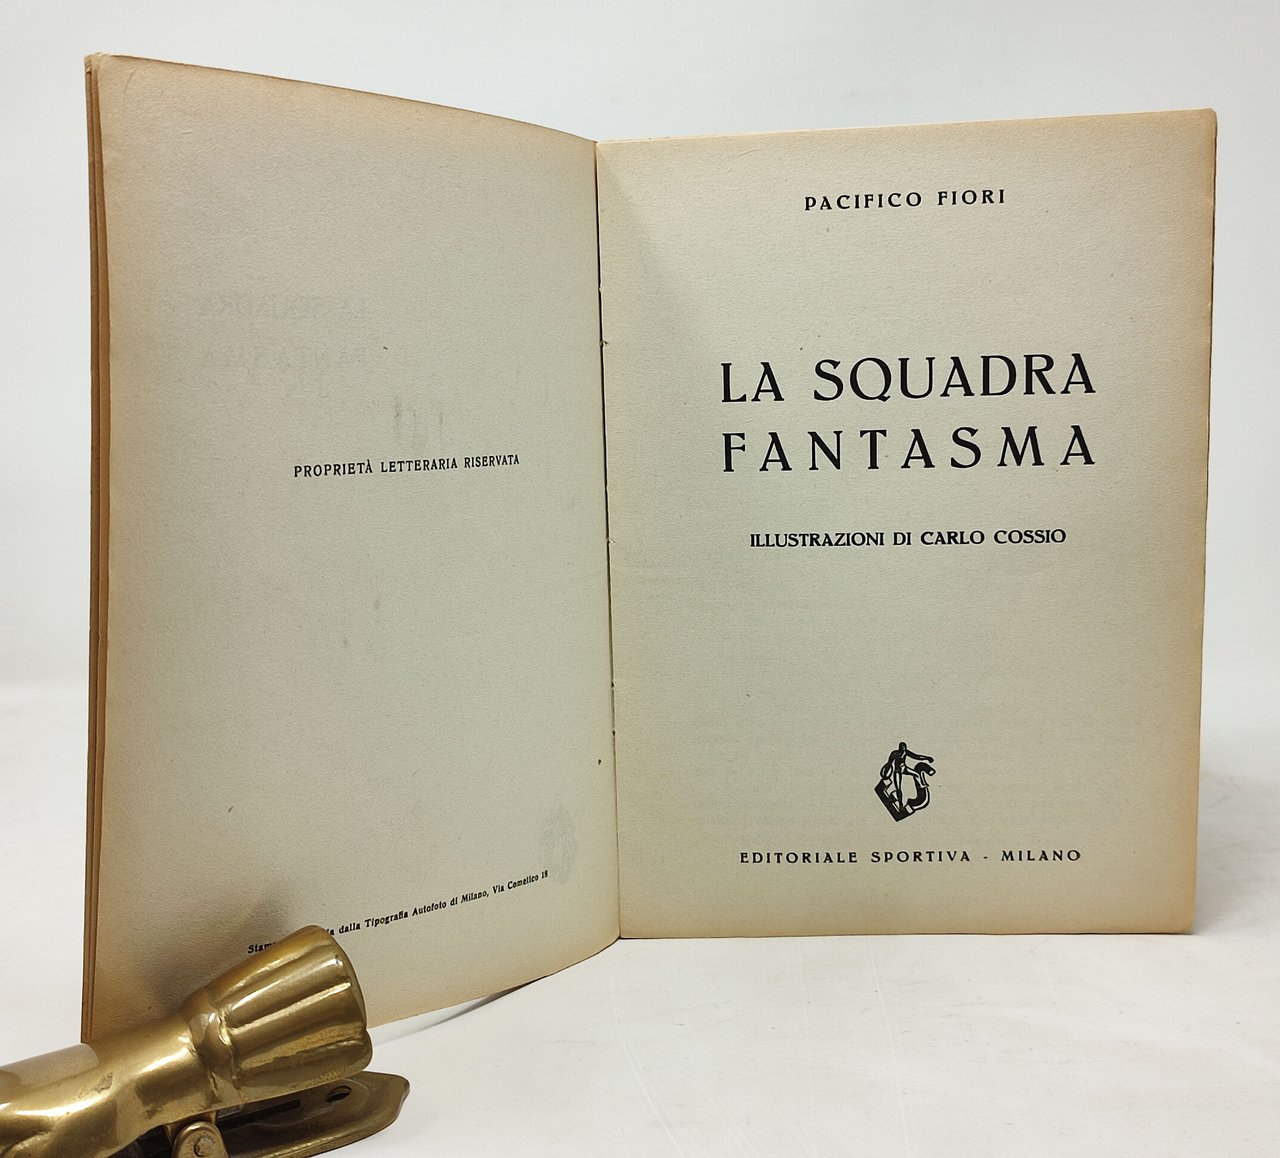 PROPRIETÀ LETTERARIA RISERVATA
dalla Tipografia Autofoto di Milano, Via Comelico 18
PACIFICO FIORI
LA SQUADRA
FANTASMA
ILLUSTRAZIONI DI CARLO COSSIO
EDITORIALE SPORTIVA - MILANO